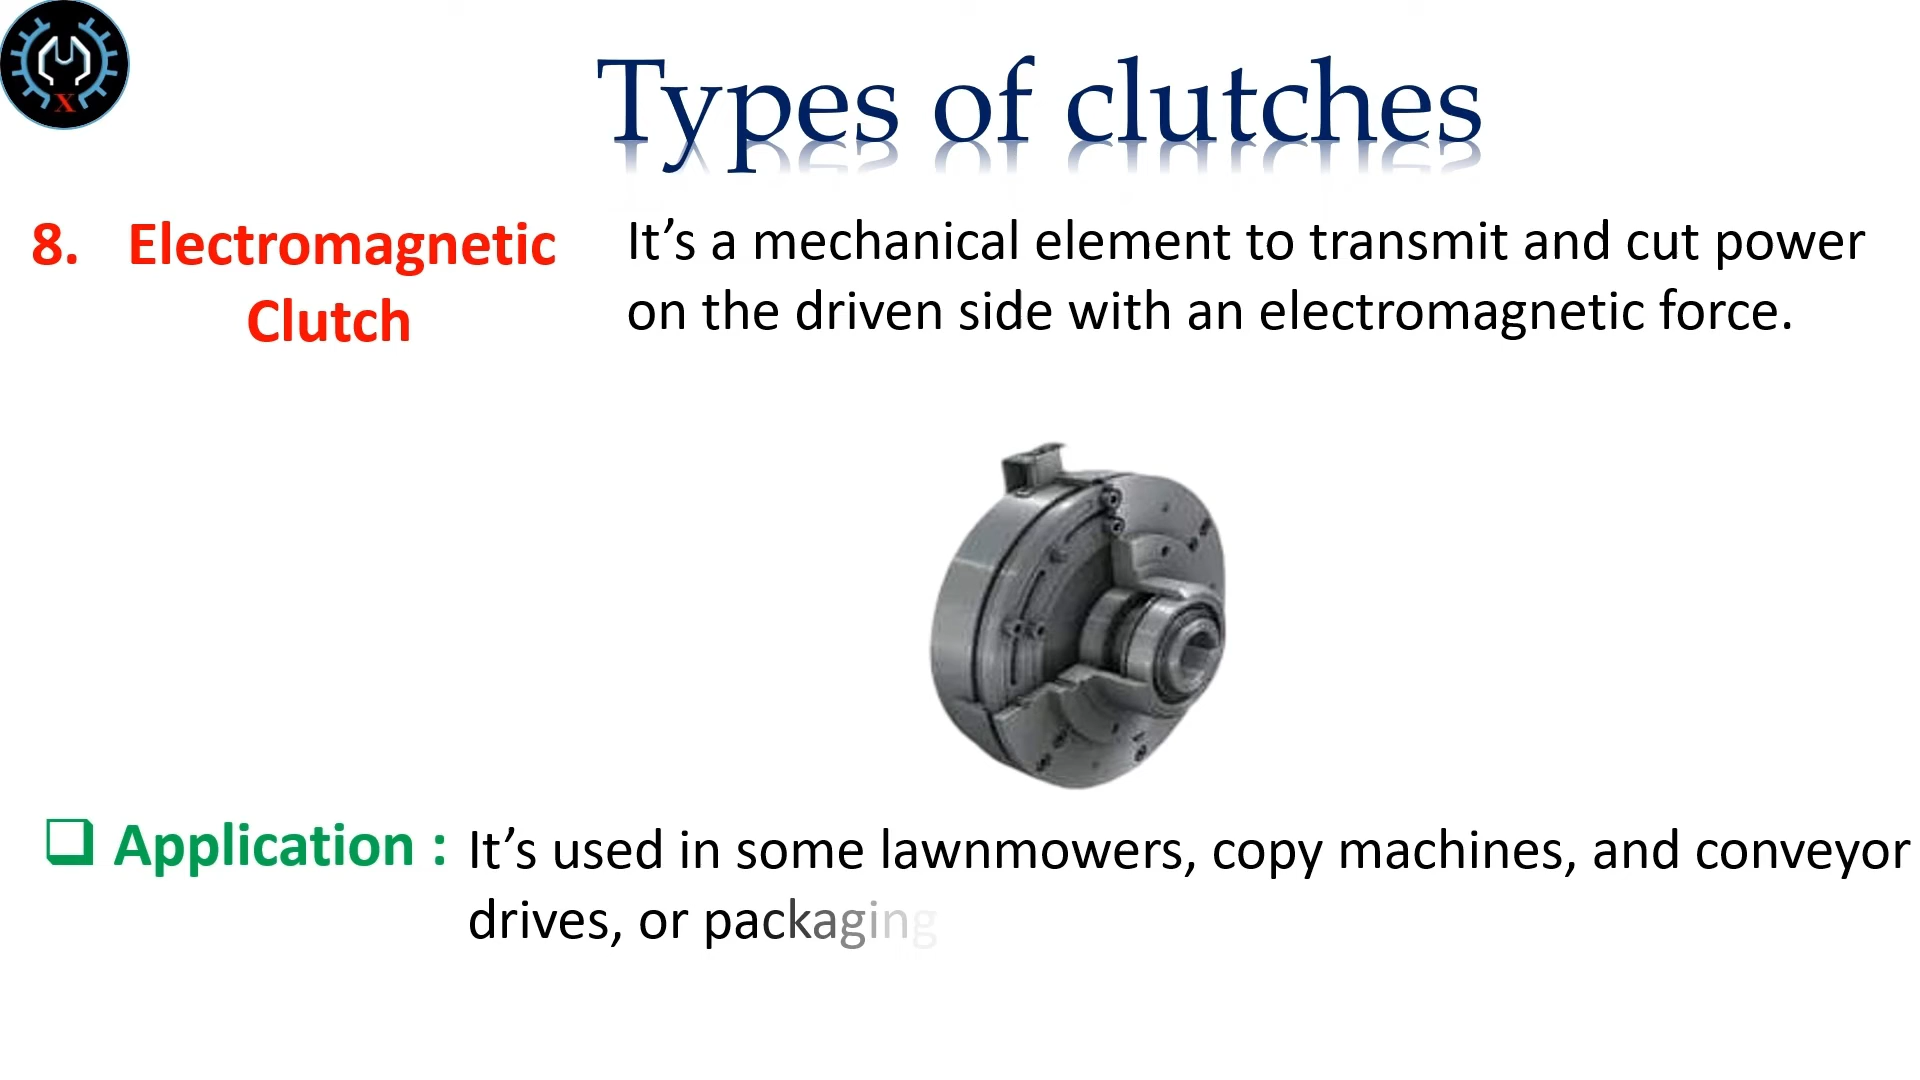 Types of clutches
8. Electromagnetic
Clutch
It’s a mechanical element to transmit and cut power
on the driven side with an electromagnetic force.
❑ Application :
It’s used in some lawnmowers, copy machines, and conveyor
drives, or packaging
X